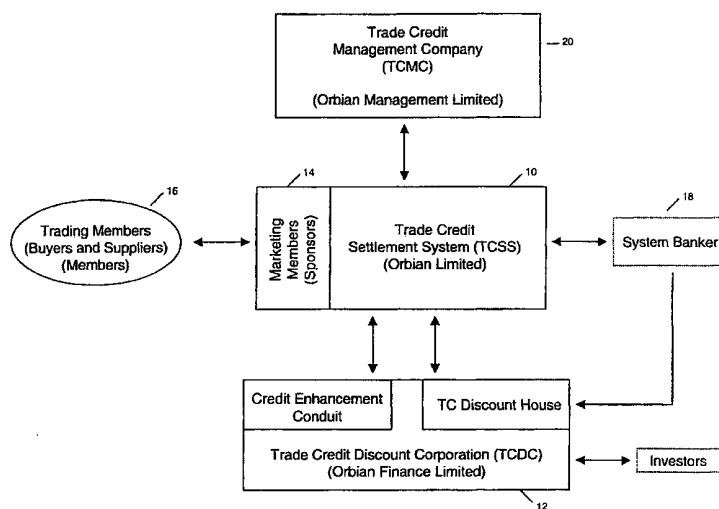 Trade Credit
Management Company
(TCMC)
(Orbian Management Limited)
20
16
Trading Members
(Buyers and Suppliers)
(Members)
14
Marketing
Members
(Sponsors)
10
Trade Credit
Settlement System (TCSS)
(Orbian Limited)
18
System Banker
Credit Enhancement
Conduit
TC Discount House
Trade Credit Discount Corporation (TCDC)
(Orbian Finance Limited)
12
Investors